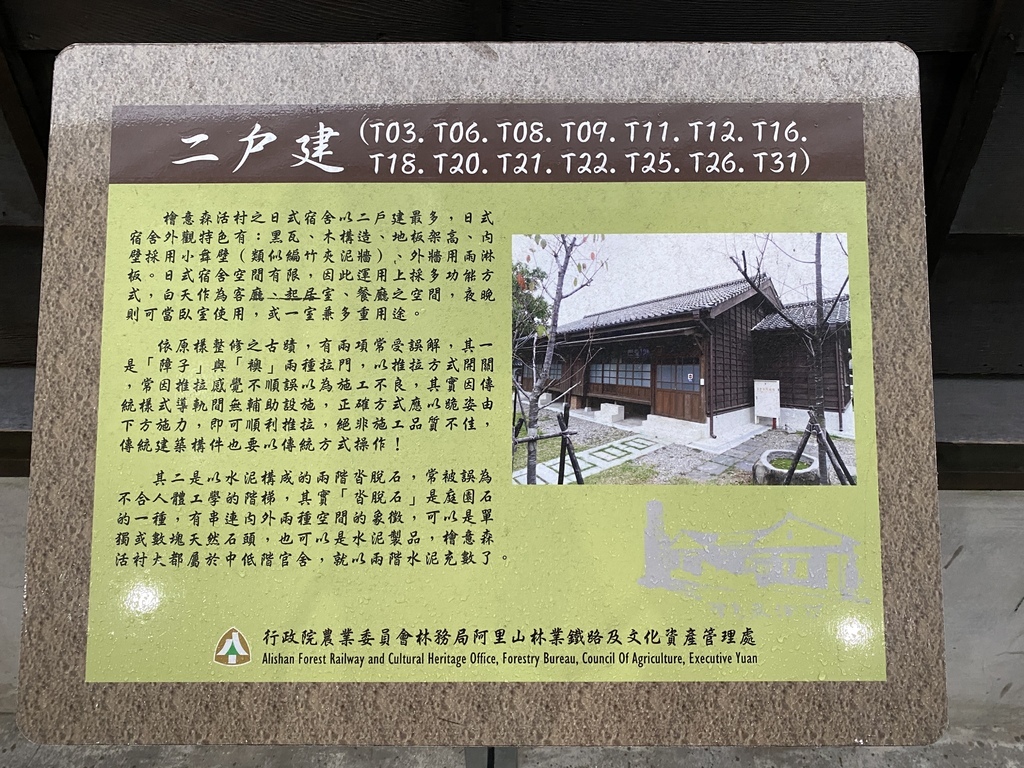 二戶建 (T03. T06. T08. T09. T11. T12. T16.
T18. T20. T21. T22. T25. T26. T31)
檜意森活村之日式宿舍以二戶建最多，日式
宿舍外觀特色有：黑瓦、木構造、地板架高、內
壁採用小舞壁（類似編竹夾泥牆）、外牆用雨淋
板。日式宿舍空間有限，因此運用上採多功能方
式，白天作為客廳、起居室、餐廳之空間，夜晚
則可當臥室使用，或一室兼多重用途。
依原樣整修之古蹟，有兩項常受誤解，其一
是「障子」與「襖」兩種拉門，以推拉方式開關
，常因推拉感覺不順誤以為施工不良，其實因傳
統樣式導軌間無輔助設施，正確方式應以跪姿由
下方施力，即可順利推拉，絕非施工品質不佳，
傳統建築構件也要以傳統方式操作！
其二是以水泥構成的兩階沓脫石，常被誤為
不合人體工學的階梯，其實「沓脫石」是庭園石
的一種，有串連內外兩種空間的象徵，可以是單
獨或數塊天然石頭，也可以是水泥製品，檜意森
活村大都屬於中低階官舍，就以兩階水泥充數了。
行政院農業委員會林務局阿里山林業鐵路及文化資產管理處
Alishan Forest Railway and Cultural Heritage Office, Forestry Bureau, Council Of Agriculture, Executive Yuan